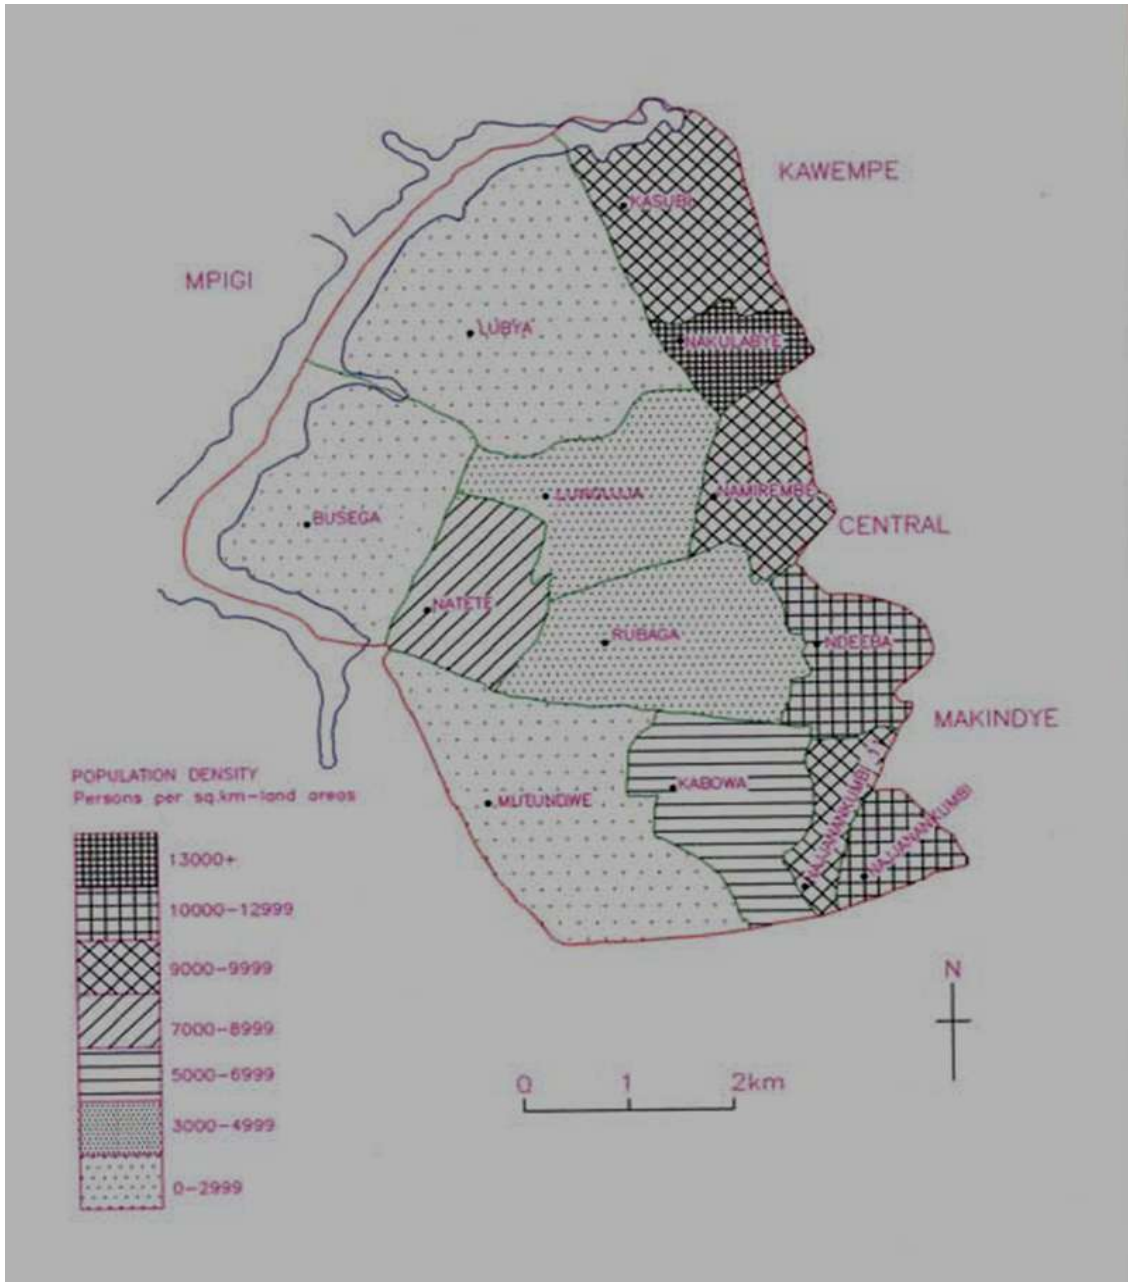 KAWEMPE
KASUBI
MPIGI
LUBYA
NAKULABYE
LUNGUJJA
NAMIREMBE
BUSEGA
CENTRAL
NATETE
RUBAGA
NDEEBA
MAKINDYE
KABOWA
MUTUNDWE
NAJJANANKUMBI 1
NAJJANANKUMBI
POPULATION DENSITY
Persons per sq.km-land areas
13000+
10000-12999
9000-9999
7000-8999
5000-6999
3000-4999
0-2999
N
0 1 2km